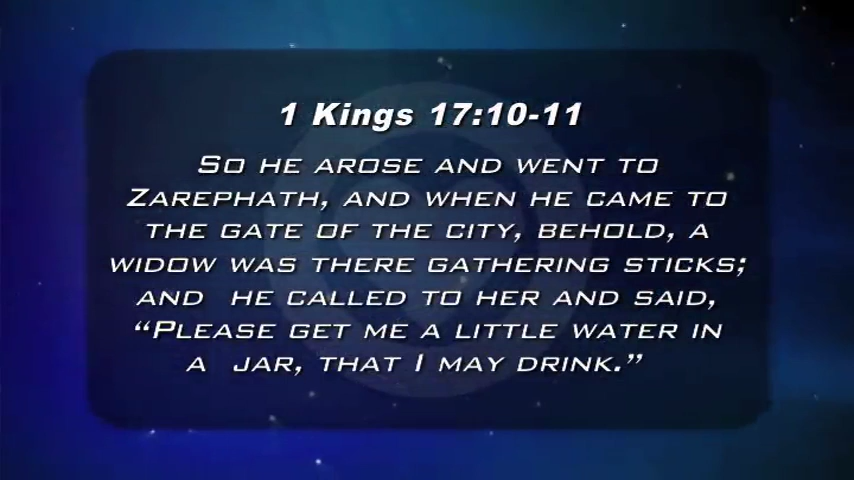 1 Kings 17:10-11
So he arose and went to
Zarephath, and when he came to
the gate of the city, behold, a
widow was there gathering sticks;
and he called to her and said,
“Please get me a little water in
a jar, that I may drink.”